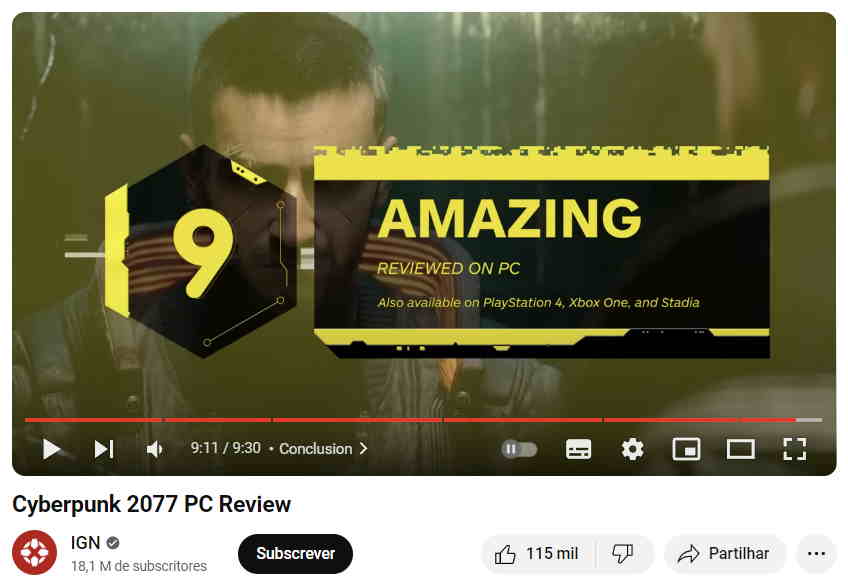 9
AMAZING
REVIEWED ON PC
Also available on PlayStation 4, Xbox One, and Stadia
9:11 / 9:30 • Conclusion
Cyberpunk 2077 PC Review
IGN
18,1 M de subscritores
Subscrever
115 mil
Partilhar